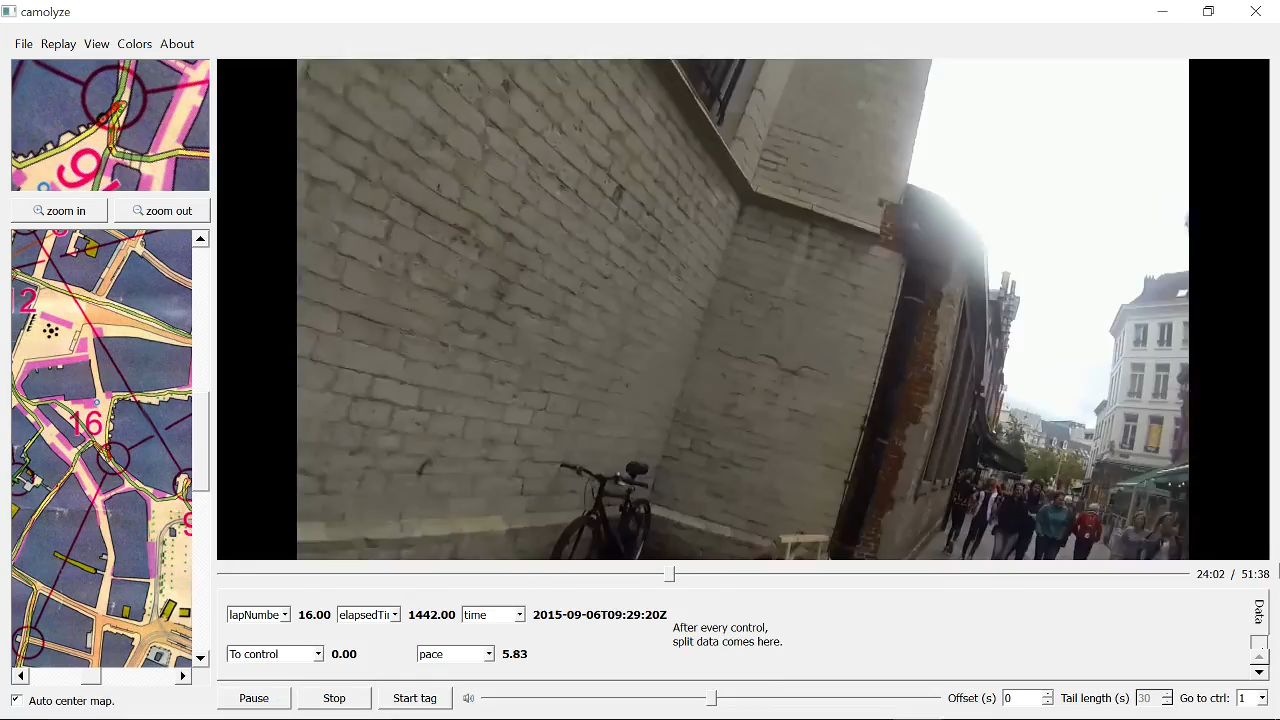 camolyze
File Replay View Colors About
9
zoom in zoom out
12
16
9
Auto center map.
24:02 / 51:38
lapNumbe 16.00 elapsedTi 1442.00 time 2015-09-06T09:29:20Z
After every control,
split data comes here.
To control 0.00 pace 5.83
Data
Pause Stop Start tag Offset (s) 0 Tail length (s) 30 Go to ctrl: 1